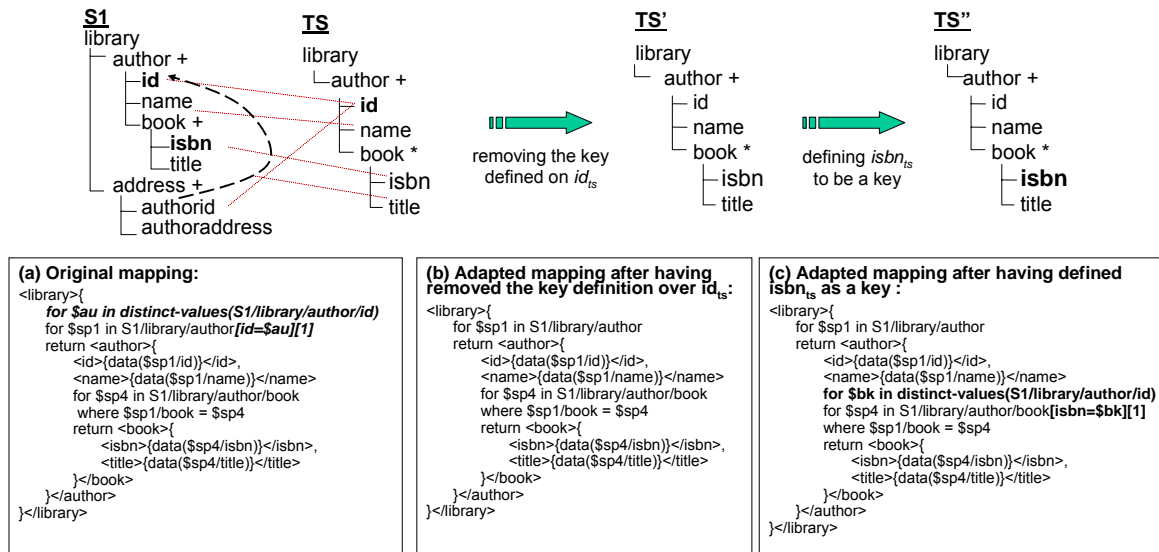 S1
library
author +
id
name
book +
isbn
title
address +
authorid
authoraddress
TS
library
author +
id
name
book *
isbn
title
removing the key
defined on id_ts
TS’
library
author +
id
name
book *
isbn
title
defining isbn_ts
to be a key
TS”
library
author +
id
name
book *
isbn
title
(a) Original mapping:
<library>{
for $au in distinct-values(S1/library/author/id)
for $sp1 in S1/library/author[id=$au][1]
return <author>{
<id>{data($sp1/id)}</id>,
<name>{data($sp1/name)}</name>
for $sp4 in S1/library/author/book
where $sp1/book = $sp4
return <book>{
<isbn>{data($sp4/isbn)}</isbn>,
<title>{data($sp4/title)}</title>
}</book>
}</author>
}</library>
(b) Adapted mapping after having
removed the key definition over id_ts:
<library>{
for $sp1 in S1/library/author
return <author>{
<id>{data($sp1/id)}</id>,
<name>{data($sp1/name)}</name>
for $sp4 in S1/library/author/book
where $sp1/book = $sp4
return <book>{
<isbn>{data($sp4/isbn)}</isbn>,
<title>{data($sp4/title)}</title>
}</book>
}</author>
}</library>
(c) Adapted mapping after having defined
isbn_ts as a key :
<library>{
for $sp1 in S1/library/author
return <author>{
<id>{data($sp1/id)}</id>,
<name>{data($sp1/name)}</name>
for $bk in distinct-values(S1/library/author/id)
for $sp4 in S1/library/author/book[isbn=$bk][1]
where $sp1/book = $sp4
return <book>{
<isbn>{data($sp4/isbn)}</isbn>,
<title>{data($sp4/title)}</title>
}</book>
}</author>
}</library>